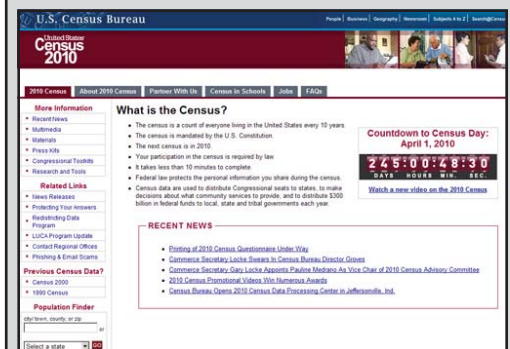 U.S. Census Bureau
People | Business | Geography | Newsroom | Subjects A to Z | Search@Census
United States
Census
2010
2010 Census
About 2010 Census
Partner With Us
Census in Schools
Jobs
FAQs
More Information
Recent News
Multimedia
Materials
Press Kits
Congressional Toolkits
Research and Tools
Related Links
News Releases
Protecting Your Answers
Redistricting Data
Program
LUCA Program Update
Contact Regional Offices
Phishing & Email Scams
Previous Census Data?
Census 2000
1990 Census
Population Finder
city/ town, county, or zip
or
Select a state
GO
What is the Census?
The census is a count of everyone living in the United States every 10 years.
The census is mandated by the U.S. Constitution.
The next census is in 2010.
Your participation in the census is required by law.
It takes less than 10 minutes to complete.
Federal law protects the personal information you share during the census.
Census data are used to distribute Congressional seats to states, to make
decisions about what community services to provide, and to distribute $300
billion in federal funds to local, state and tribal governments each year.
Countdown to Census Day:
April 1, 2010
245:00:48:30
DAYS HOURS MIN. SEC.
Watch a new video on the 2010 Census
RECENT NEWS
Printing of 2010 Census Questionnaire Under Way
Commerce Secretary Locke Swears In Census Bureau Director Groves
Commerce Secretary Gary Locke Appoints Pauline Medrano As Vice Chair of 2010 Census Advisory Committee
2010 Census Promotional Videos Win Numerous Awards
Census Bureau Opens 2010 Census Data Processing Center in Jeffersonville, Ind.